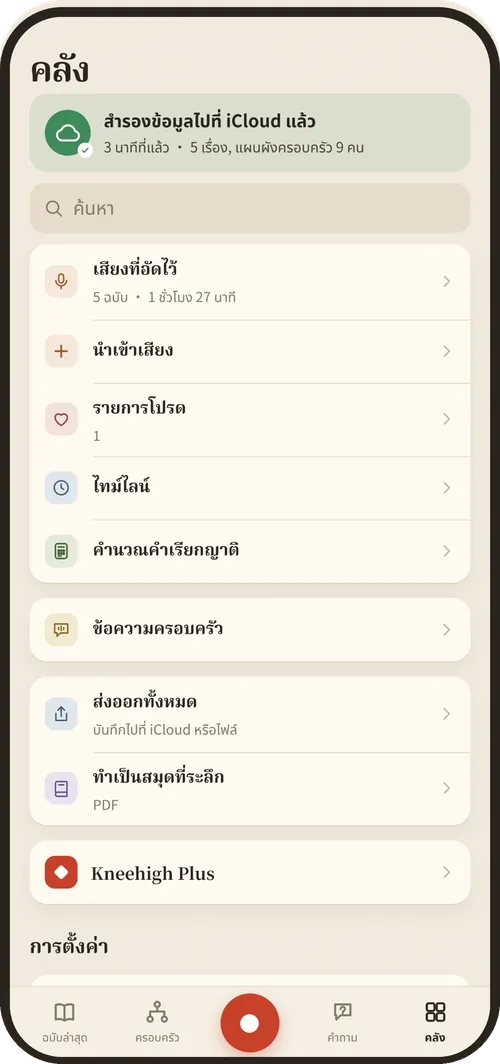 คลัง
สำรองข้อมูลไปที่ iCloud แล้ว
3 นาทีที่แล้ว • 5 เรื่อง, แผนผังครอบครัว 9 คน
ค้นหา
เสียงที่อัดไว้
5 ฉบับ • 1 ชั่วโมง 27 นาที
นำเข้าเสียง
รายการโปรด
1
ไทม์ไลน์
คำนวณคำเรียกญาติ
ข้อความครอบครัว
ส่งออกทั้งหมด
บันทึกไปที่ iCloud หรือไฟล์
ทำเป็นสมุดที่ระลึก
PDF
Kneehigh Plus
การตั้งค่า
ฉบับล่าสุด
ครอบครัว
คำถาม
คลัง